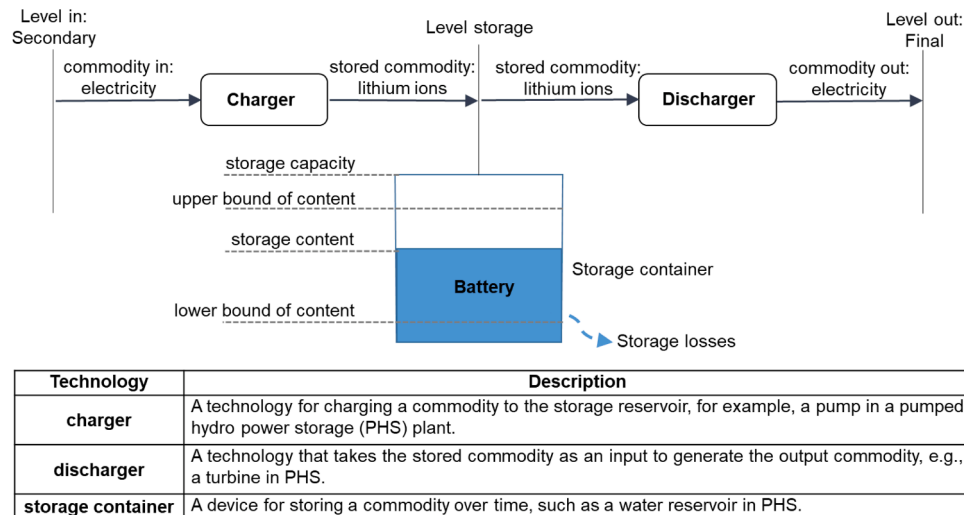 Level in:
Secondary
Level storage
Level out:
Final
commodity in:
electricity
Charger
stored commodity:
lithium ions
stored commodity:
lithium ions
Discharger
commodity out:
electricity
storage capacity
upper bound of content
storage content
Storage container
Battery
lower bound of content
Storage losses
Technology Description
charger A technology for charging a commodity to the storage reservoir, for example, a pump in a pumped
hydro power storage (PHS) plant.
discharger A technology that takes the stored commodity as an input to generate the output commodity, e.g.,
a turbine in PHS.
storage container A device for storing a commodity over time, such as a water reservoir in PHS.